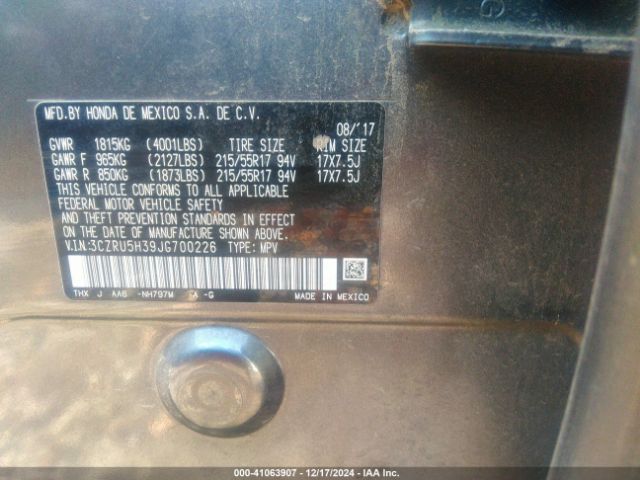 MFD.BY HONDA DE MEXICO S.A. DE C.V.
08/'17
GVWR 1815KG (4001LBS) TIRE SIZE RIM SIZE
GAWR F 965KG (2127LBS) 215/55R17 94V 17X7.5J
GAWR R 850KG (1873LBS) 215/55R17 94V 17X7.5J
THIS VEHICLE CONFORMS TO ALL APPLICABLE
FEDERAL MOTOR VEHICLE SAFETY
AND THEFT PREVENTION STANDARDS IN EFFECT
ON THE DATE OF MANUFACTURE SHOWN ABOVE.
V.I.N:3CZRU5H39JG700226 TYPE: MPV
THX J AA6 -NH797M A -G MADE IN MEXICO
000-41063907 - 12/17/2024 - IAA Inc.